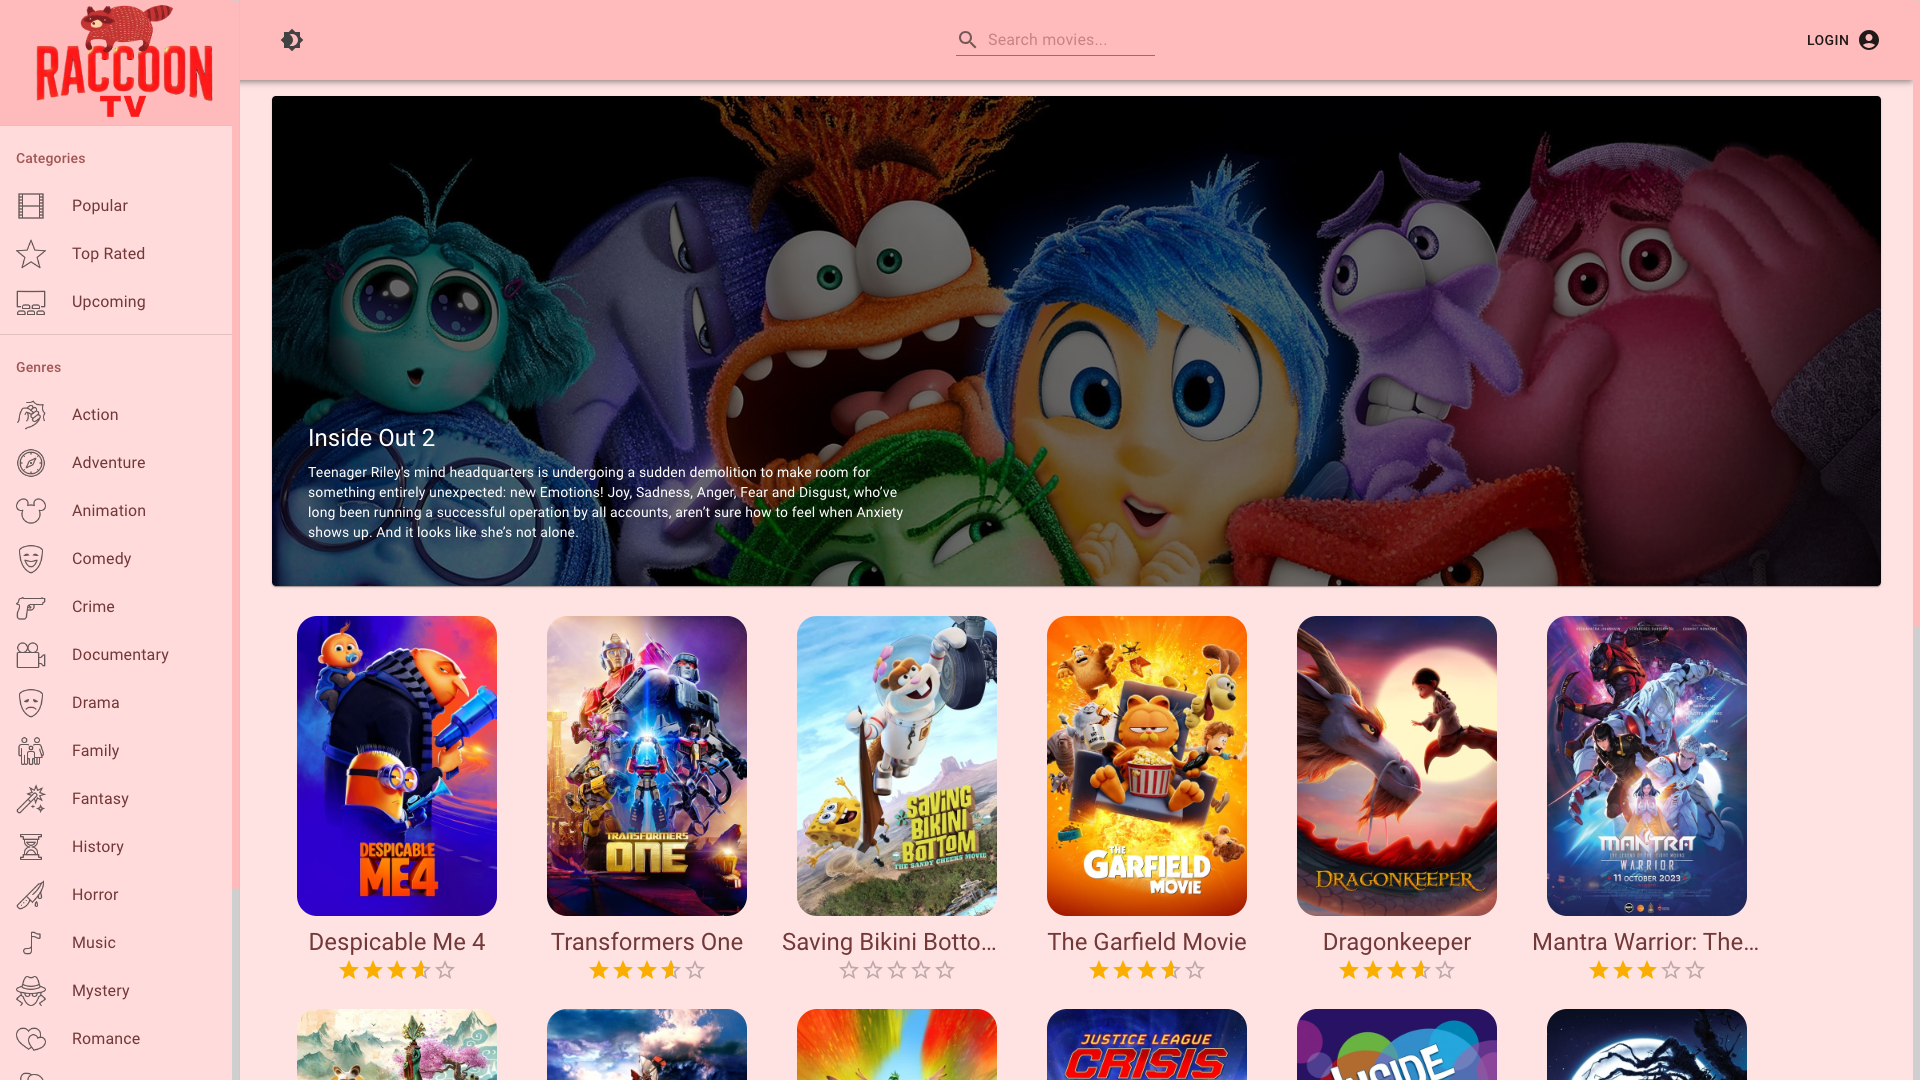 RACCOON
TV
Search movies...
LOGIN
Categories
Popular
Top Rated
Upcoming
Genres
Action
Adventure
Animation
Comedy
Crime
Documentary
Drama
Family
Fantasy
History
Horror
Music
Mystery
Romance
Inside Out 2
Teenager Riley's mind headquarters is undergoing a sudden demolition to make room for
something entirely unexpected: new Emotions! Joy, Sadness, Anger, Fear and Disgust, who’ve
long been running a successful operation by all accounts, aren’t sure how to feel when Anxiety
shows up. And it looks like she’s not alone.
DESPICABLE
ME4
TRANSFORMERS
ONE
SAVING
BIKINI
BOTTOM
THE SANDY CHEEKS MOVIE
THE
GARFIELD
MOVIE
DRAGONKEEPER
MANTRA
WARRIOR
11 OCTOBER 2023
Despicable Me 4
Transformers One
Saving Bikini Botto...
The Garfield Movie
Dragonkeeper
Mantra Warrior: The...
JUSTICE LEAGUE
CRISIS
INSIDE